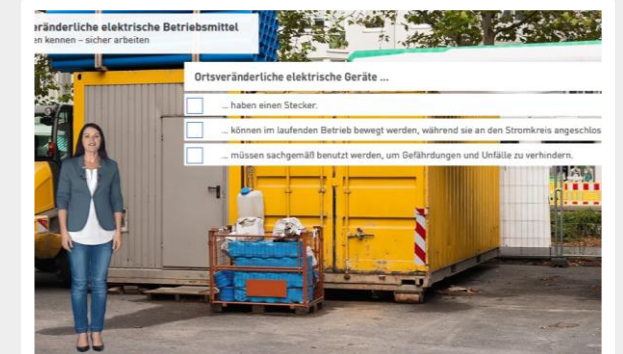 eränderliche elektrische Betriebsmittel
en kennen – sicher arbeiten
Ortsveränderliche elektrische Geräte ...
... haben einen Stecker.
... können im laufenden Betrieb bewegt werden, während sie an den Stromkreis angeschlos
... müssen sachgemäß benutzt werden, um Gefährdungen und Unfälle zu verhindern.